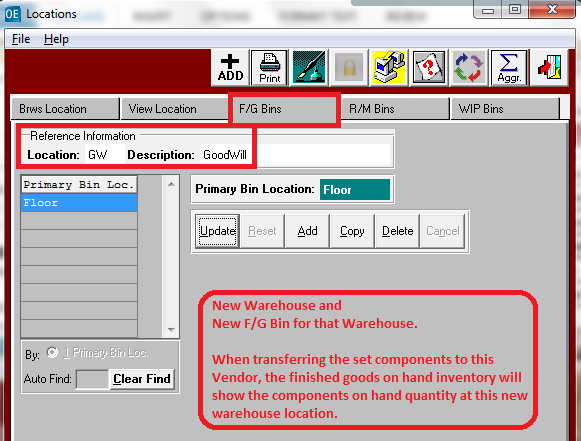 OE Locations
File Help
+ ADD Print Σ Aggr.
Brws Location View Location F/G Bins R/M Bins WIP Bins
Reference Information
Location: GW Description: GoodWill
Primary Bin Loc.
Floor
Primary Bin Location: Floor
Update Reset Add Copy Delete Cancel
New Warehouse and
New F/G Bin for that Warehouse.
When transferring the set components to this
Vendor, the finished goods on hand inventory will
show the components on hand quantity at this new
warehouse location.
By: 1 Primary Bin Loc.
Auto Find: Clear Find